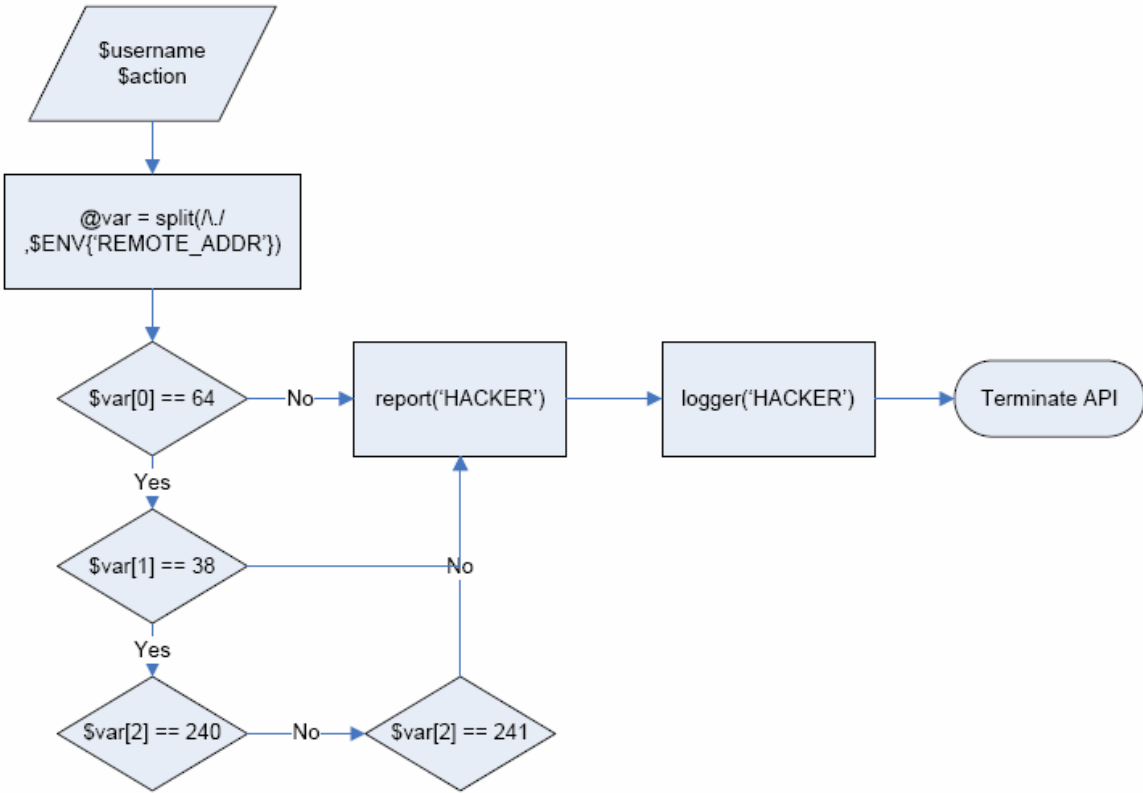 $username
$action
@var = split(/\./
,$ENV{‘REMOTE_ADDR’})
$var[0] == 64
No
report(‘HACKER’)
logger(‘HACKER’)
Terminate API
Yes
$var[1] == 38
No
Yes
$var[2] == 240
No
$var[2] == 241